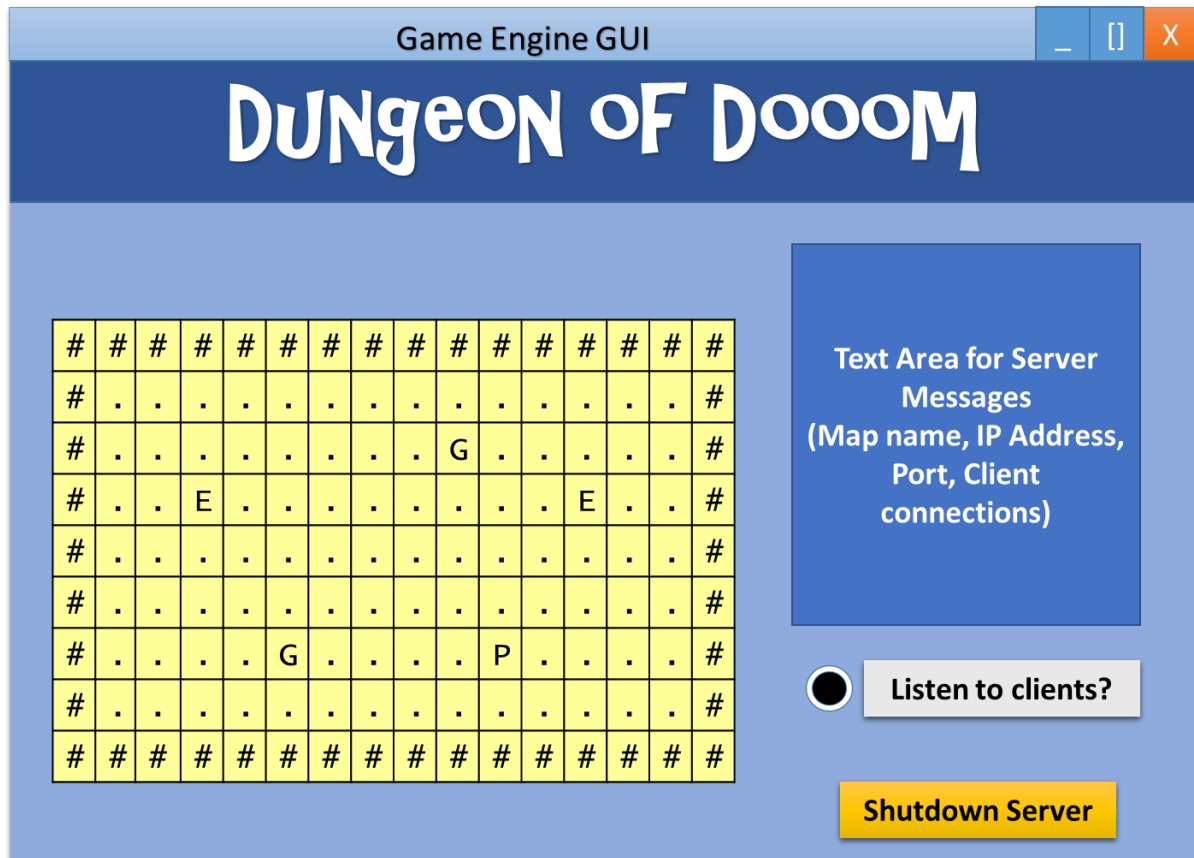 Game Engine GUI _ [] X
DUNgeoN oF DoooM
# # # # # # # # # # # # # # # #
# . . . . . . . . . . . . . . #
# . . . . . . . . G . . . . . #
# . . E . . . . . . . . E . . #
# . . . . . . . . . . . . . . #
# . . . . . . . . . . . . . . #
# . . . . G . . . . P . . . . #
# . . . . . . . . . . . . . . #
# # # # # # # # # # # # # # # #
Text Area for Server
Messages
(Map name, IP Address,
Port, Client
connections)
Listen to clients?
Shutdown Server